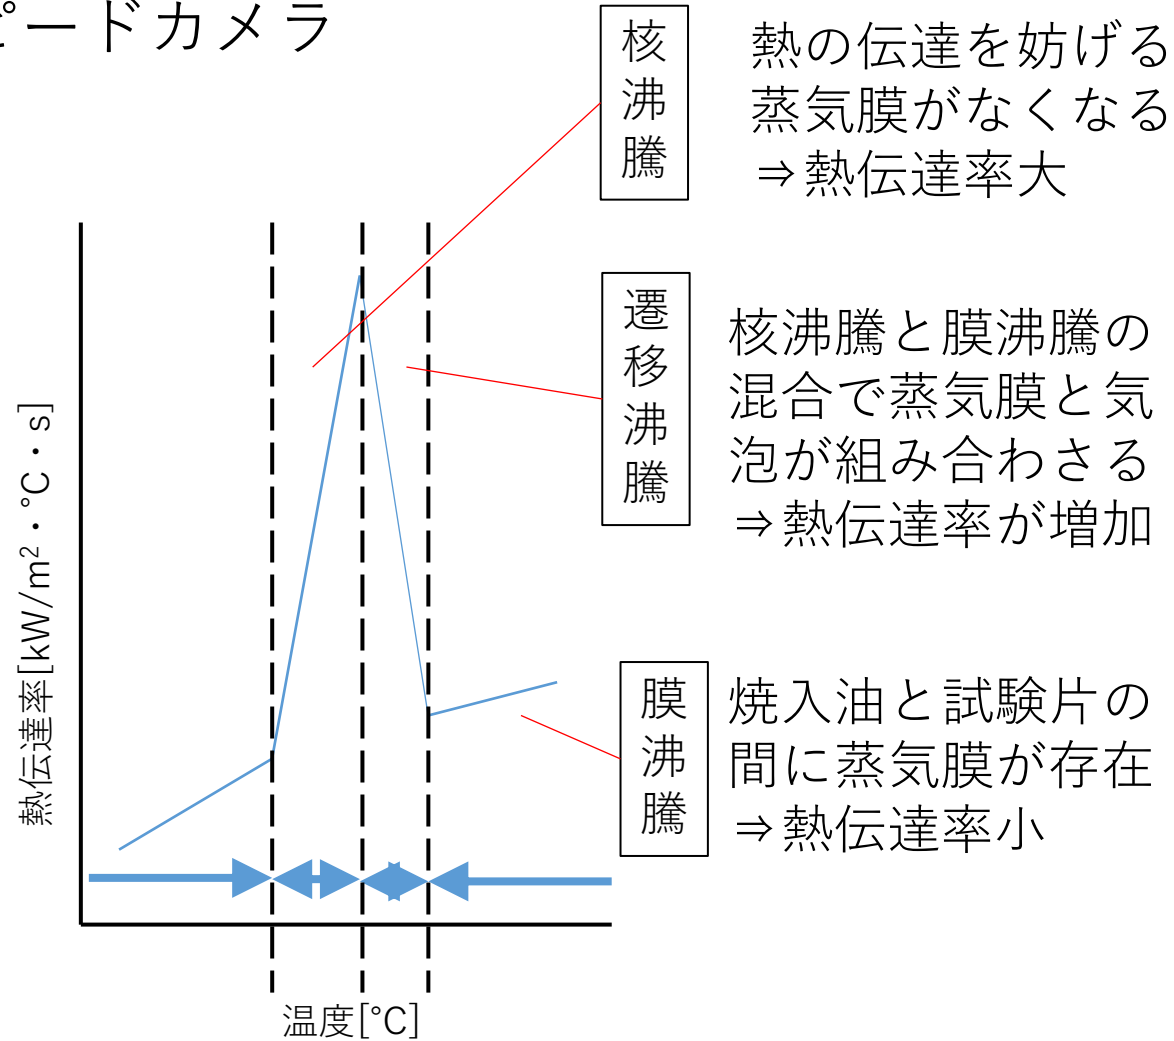 ピードカメラ
核沸騰
熱の伝達を妨げる
蒸気膜がなくなる
⇒熱伝達率大
遷移沸騰
核沸騰と膜沸騰の
混合で蒸気膜と気
泡が組み合わさる
⇒熱伝達率が増加
膜沸騰
焼入油と試験片の
間に蒸気膜が存在
⇒熱伝達率小
熱伝達率[kW/m²・℃・s]
温度[℃]